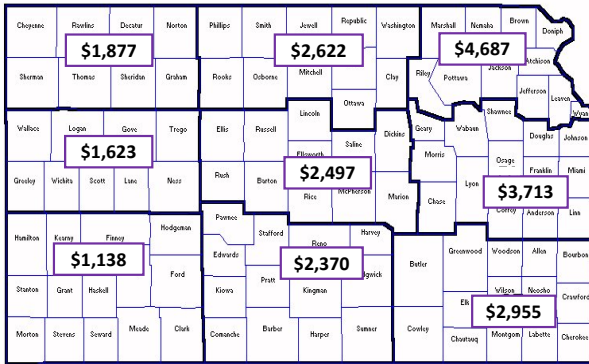 Cheyenne Rawlins Decatur Norton Phillips Smith Jewell Republic Washington Marshall Nemaha Brown Doniph
$1,877 $2,622 $4,687
Atchison
Sherman Thomas Sheridan Graham Rooks Osborne Mitchell Clay Riley Pottawa Jackson
Ottawa Jefferson Leaven
Wyan
Lincoln Shawnee
Wallace Logan Gove Trego Ellis Russell Saline Dickins Geary Wabaun Douglas Johnson
$1,623 Ellsworth Morris Osage
$2,497 Franklin Miami
Greeley Wichita Scott Lane Ness Rush Barton Rice McPherson Marion Chase Lyon
$3,713
Coffey Anderson Linn
Pawnee
Hamilton Kearny Finney Hodgeman Stafford Reno Harvey
$1,138 Edwards $2,370 Butler Greenwood Woodson Allen Bourbon
Ford Pratt dgwick
Stanton Grant Haskell Kiowa Kingman Elk Wilson Neosho Crawford
$2,955
Morton Stevens Seward Meade Clark Comanche Barber Harper Sumner Cowley Chautauq Montgom Labette Cherokee